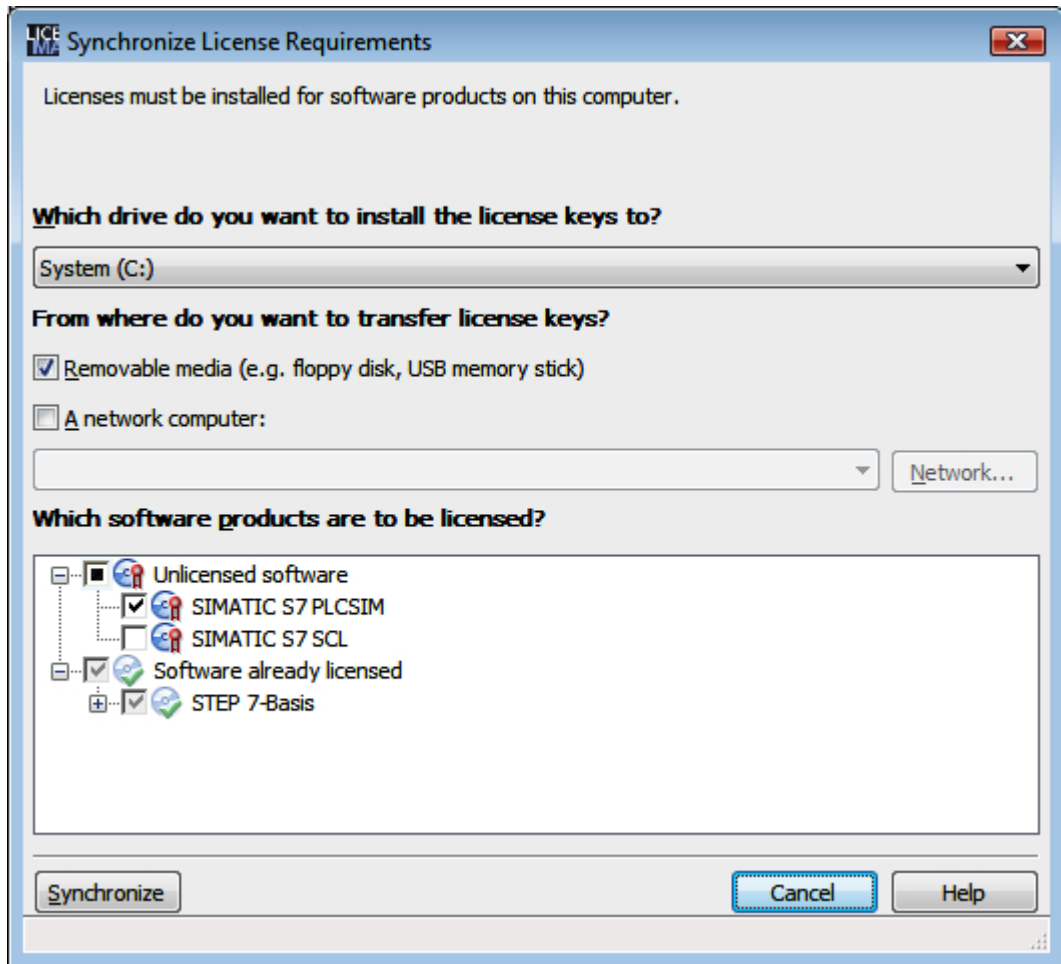 LICE
MA
Synchronize License Requirements
Licenses must be installed for software products on this computer.
Which drive do you want to install the license keys to?
System (C:)
From where do you want to transfer license keys?
Removable media (e.g. floppy disk, USB memory stick)
A network computer:
Network...
Which software products are to be licensed?
Unlicensed software
SIMATIC S7 PLCSIM
SIMATIC S7 SCL
Software already licensed
STEP 7-Basis
Synchronize
Cancel
Help